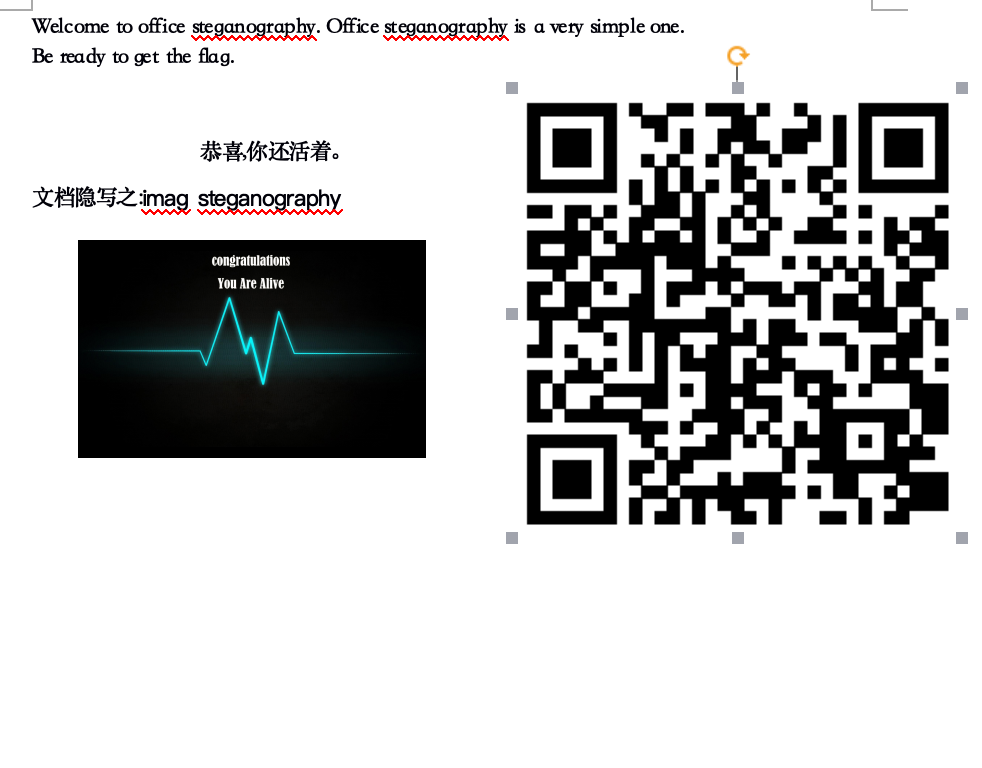 Welcome to office steganography. Office steganography is a very simple one.
Be ready to get the flag.
恭喜,你还活着。
文档隐写之:imag steganography
congratulations
You Are Alive